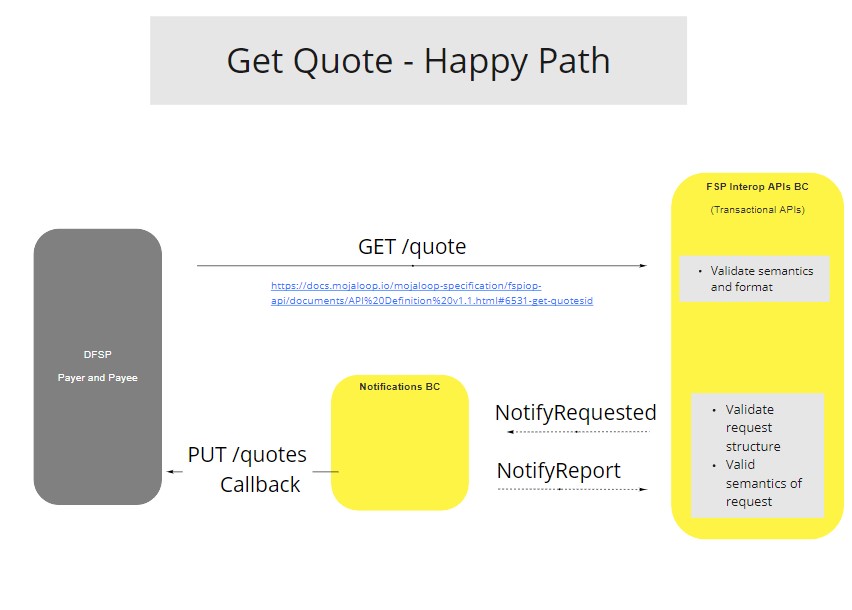 Get Quote - Happy Path
FSP Interop APIs BC
(Transactional APIs)
GET /quote
• Validate semantics
and format
https://docs.mojaloop.io/mojaloop-specification/fspiop-
api/documents/API%20Definition%20v1.1.html#6531-get-quotesid
DFSP
Payer and Payee
Notifications BC
NotifyRequested
• Validate
request
structure
• Valid
semantics of
request
PUT /quotes
Callback
NotifyReport